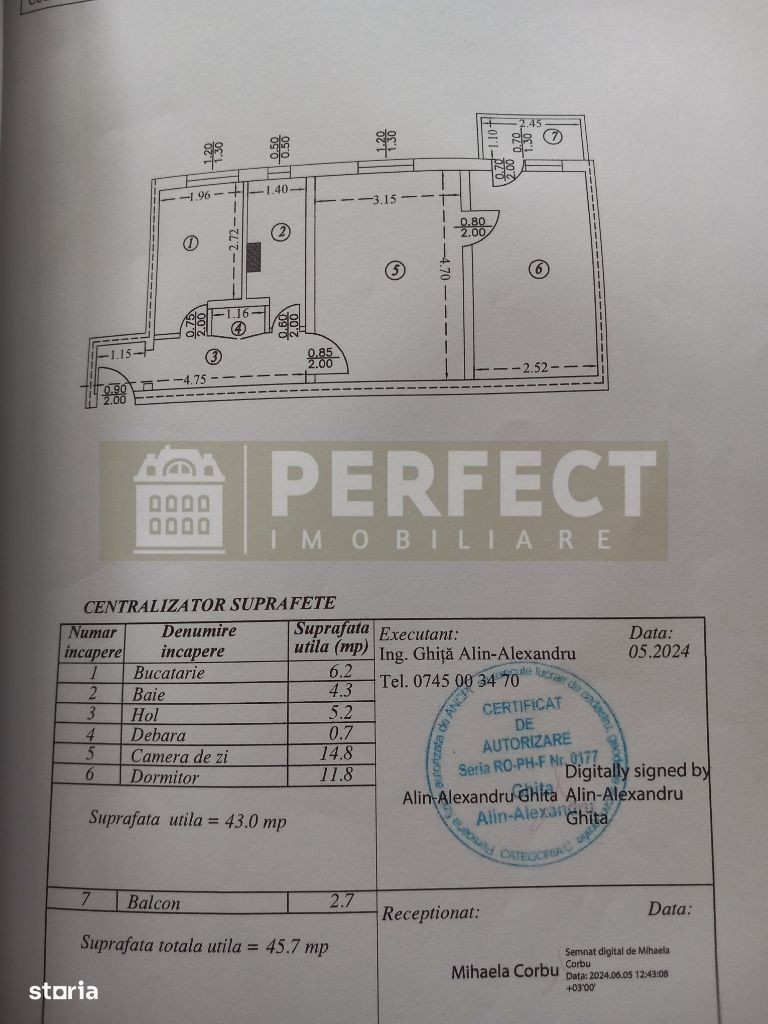 1.20
1.30
0.50
0.50
1.20
1.30
2.45
1.10
0.70
1.30
7
0.70
2.00
1.96
1.40
3.15
2.72
1
2
0.80
2.00
4.70
5
6
1.16
4
0.75
2.00
0.60
2.00
1.15
3
0.85
2.00
4.75
2.52
0.90
2.00
PERFECT
IMOBILIARE
CENTRALIZATOR SUPRAFETE
Numar incapere Denumire incapere Suprafata utila (mp)
1 Bucatarie 6.2
2 Baie 4.3
3 Hol 5.2
4 Debara 0.7
5 Camera de zi 14.8
6 Dormitor 11.8
Suprafata utila = 43.0 mp
7 Balcon 2.7
Suprafata totala utila = 45.7 mp
Executant: Data:
Ing. Ghiță Alin-Alexandru 05.2024
Tel. 0745 00 34 70
CERTIFICAT
DE
AUTORIZARE
Seria RO-PH-F Nr. 0177
Ghita
Alin-Alexandru
CATEGORIA C
Alin-Alexandru Ghita
Digitally signed by
Alin-Alexandru
Ghita
Receptionat: Data:
Mihaela Corbu
Semnat digital de Mihaela
Corbu
Data: 2024.06.05 12:43:08
+03'00'
storia